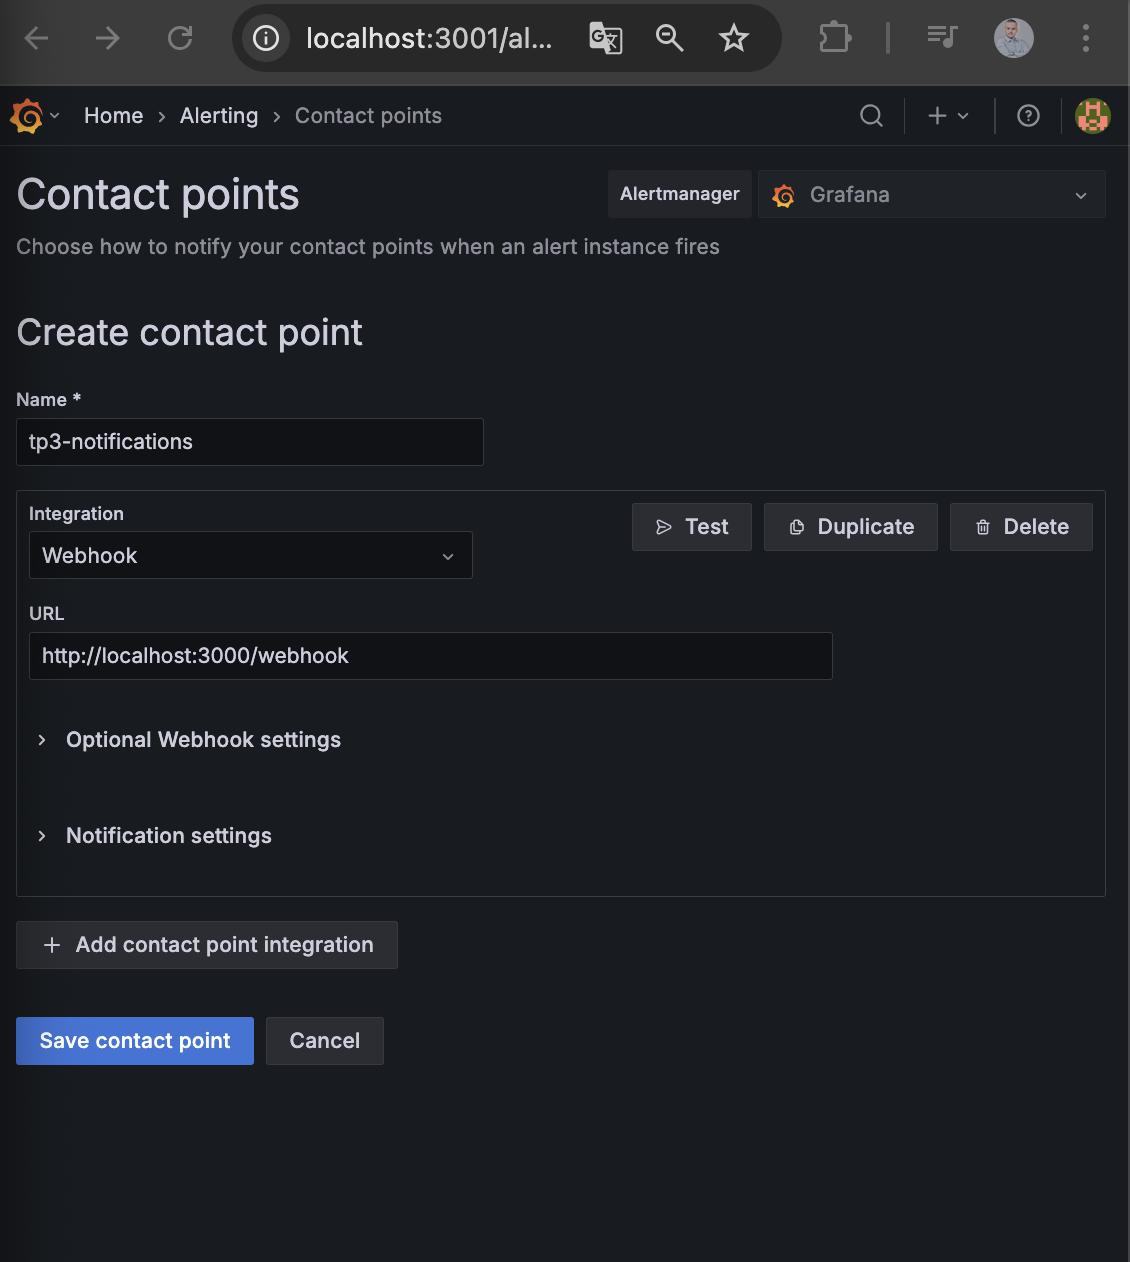 localhost:3001/al...
Home > Alerting > Contact points
Contact points
Alertmanager
Grafana
Choose how to notify your contact points when an alert instance fires
Create contact point
Name *
tp3-notifications
Integration
Test
Duplicate
Delete
Webhook
URL
http://localhost:3000/webhook
Optional Webhook settings
Notification settings
+ Add contact point integration
Save contact point
Cancel